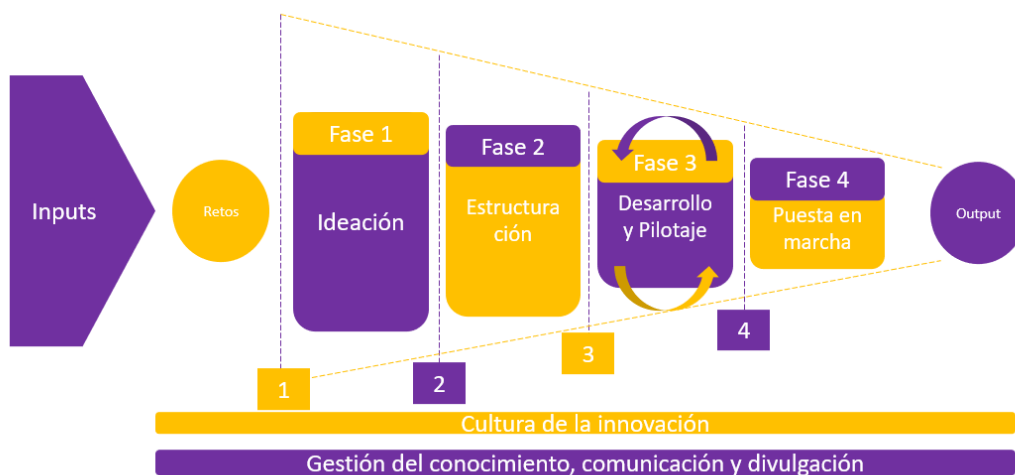 Inputs
Retos
Fase 1
Ideación
Fase 2
Estructura
ción
Fase 3
Desarrollo
y Pilotaje
Fase 4
Puesta en
marcha
Output
1
2
3
4
Cultura de la innovación
Gestión del conocimiento, comunicación y divulgación